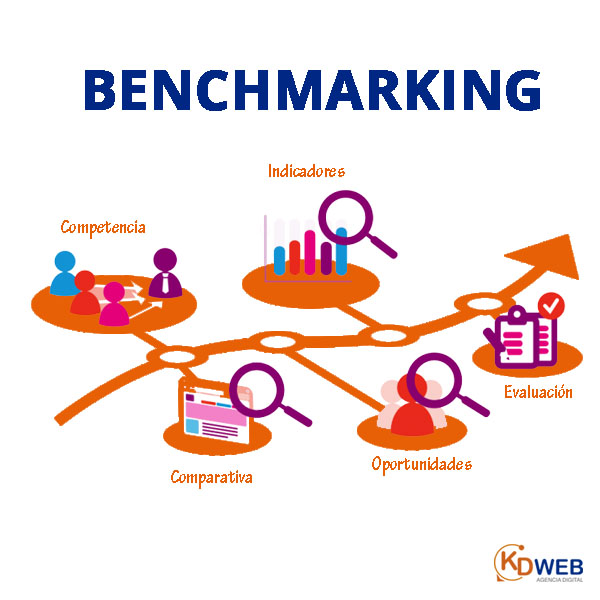 BENCHMARKING
Indicadores
Competencia
Evaluación
Oportunidades
Comparativa
KDWEB
AGENCIA DIGITAL